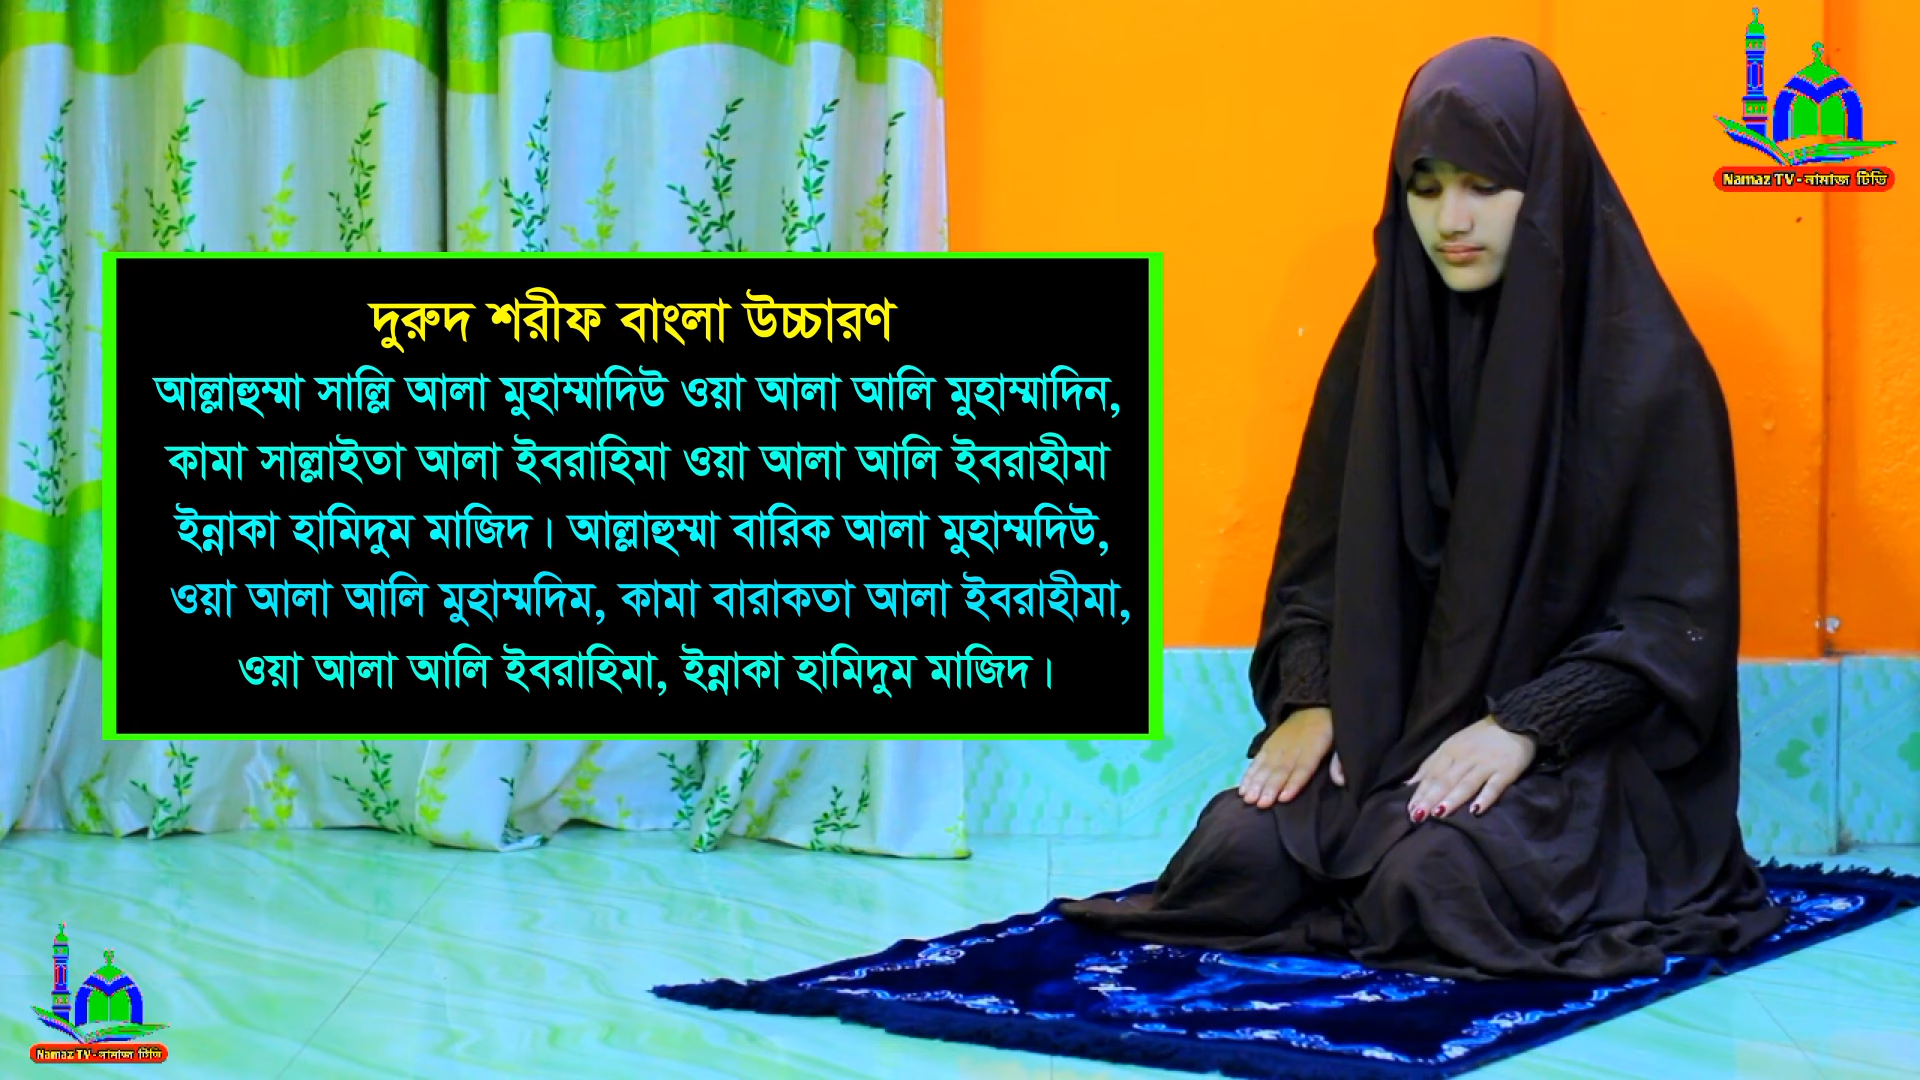 Namaz TV - নামাজ টিভি
দুরুদ শরীফ বাংলা উচ্চারণ
আল্লাহুম্মা সাল্লি আলা মুহাম্মাদিউ ওয়া আলা আলি মুহাম্মাদিন,
কামা সাল্লাইতা আলা ইবরাহিমা ওয়া আলা আলি ইবরাহীমা
ইন্নাকা হামিদুম মাজিদ। আল্লাহুম্মা বারিক আলা মুহাম্মদিউ,
ওয়া আলা আলি মুহাম্মদিম, কামা বারাকতা আলা ইবরাহীমা,
ওয়া আলা আলি ইবরাহিমা, ইন্নাকা হামিদুম মাজিদ।
Namaz TV - নামাজ টিভি